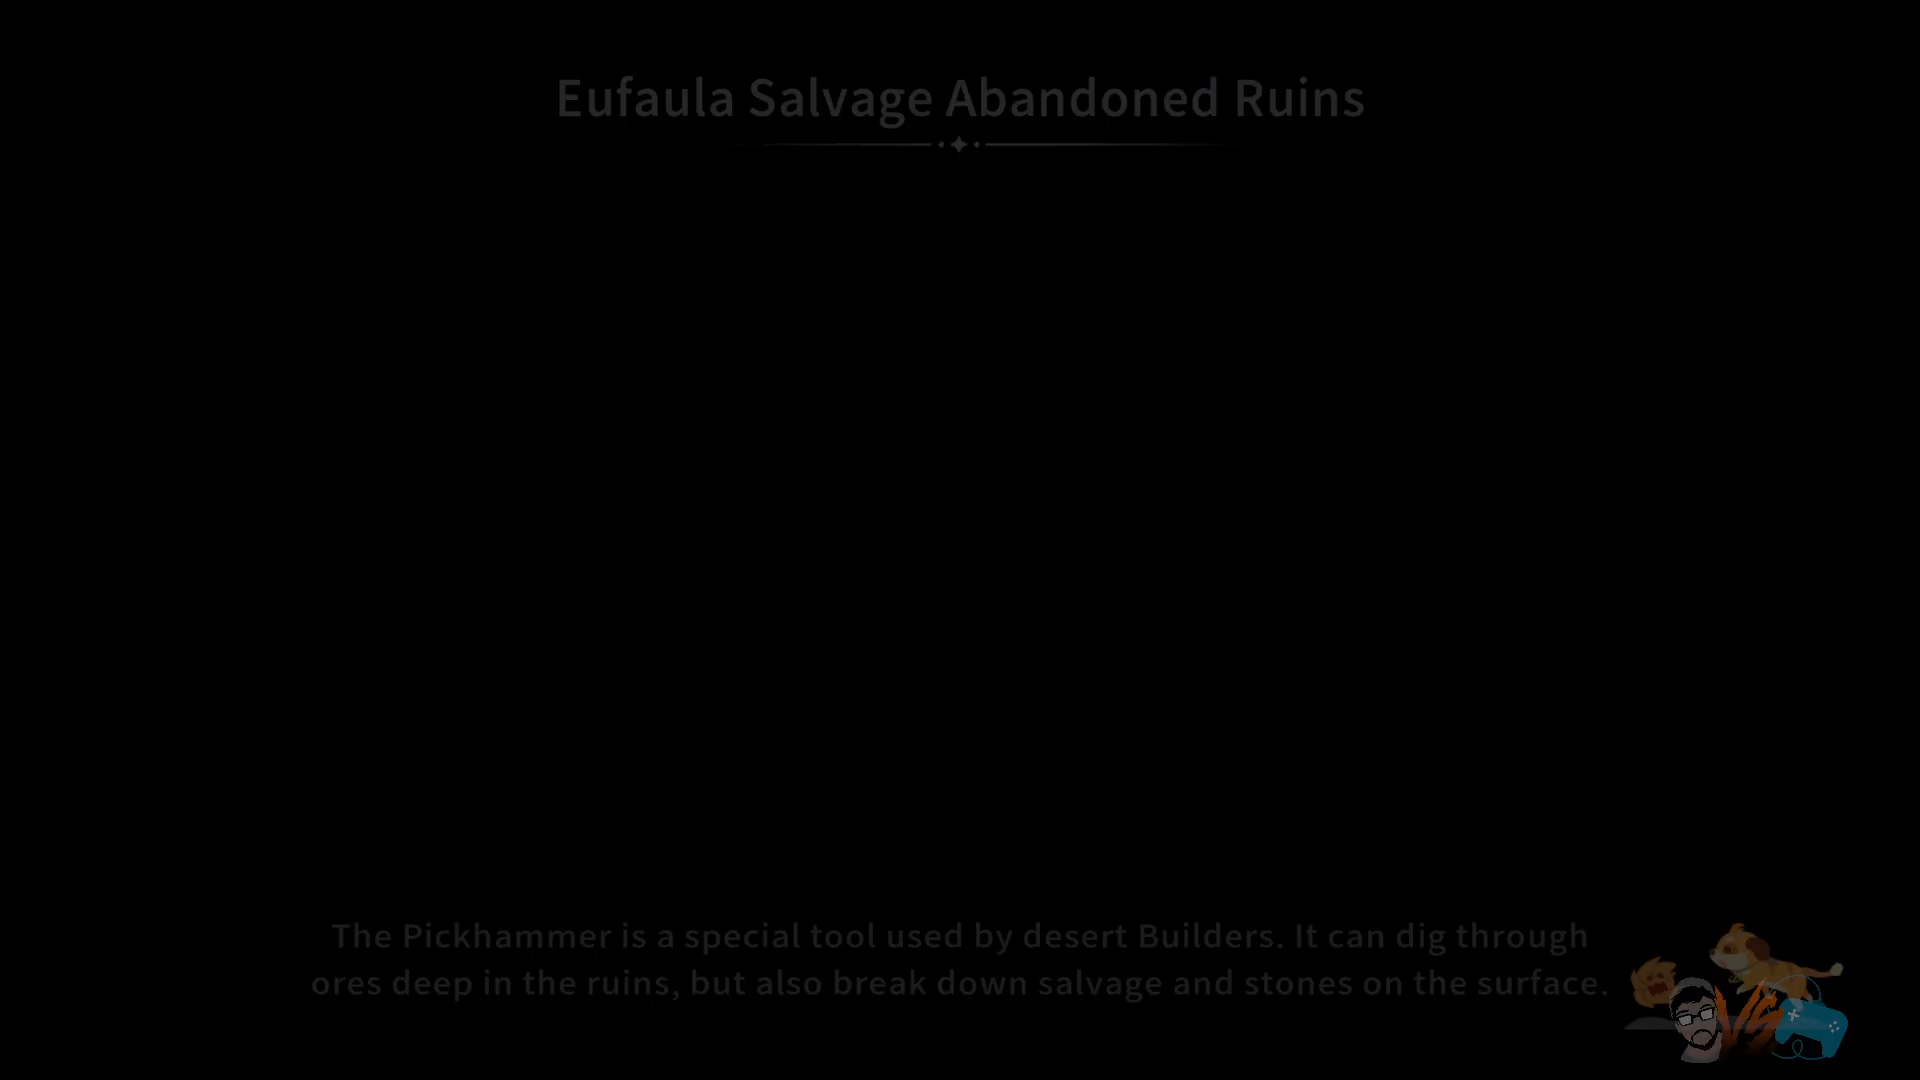 Eufaula Salvage Abandoned Ruins
The Pickhammer is a special tool used by desert Builders. It can dig through
ores deep in the ruins, but also break down salvage and stones on the surface.
VS